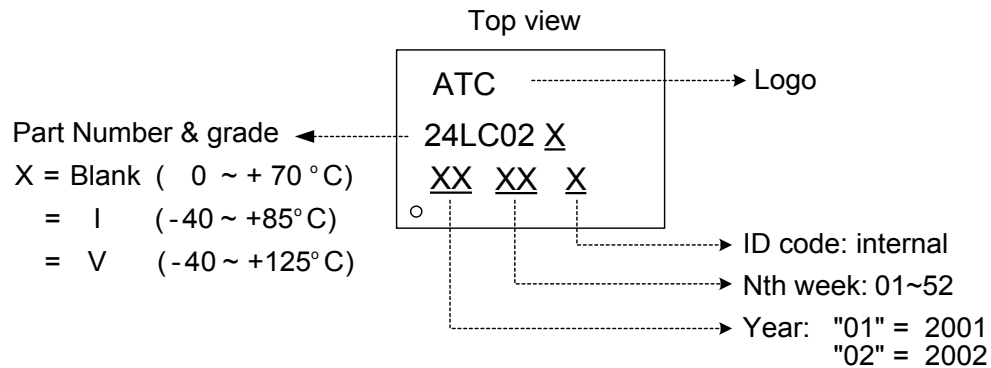 Top view
ATC
Logo
Part Number & grade
24LC02 X
X = Blank ( 0 ~ + 70 °C)
XX XX X
= I (-40 ~ +85°C)
= V (-40 ~ +125°C)
ID code: internal
Nth week: 01~52
Year: "01" = 2001
"02" = 2002